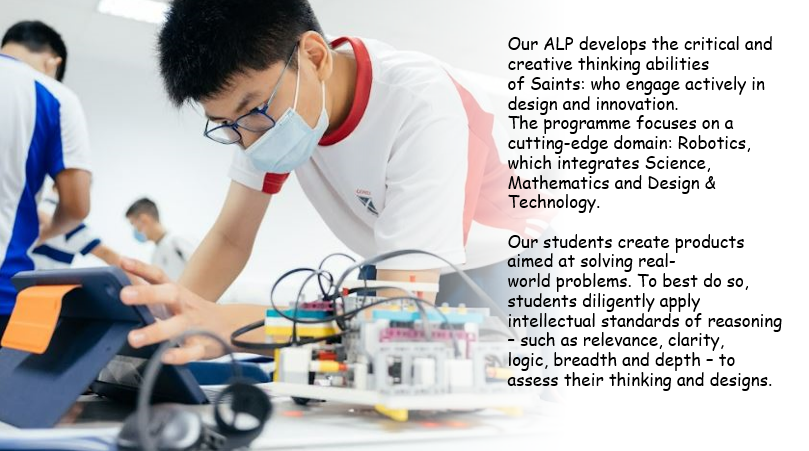 Our ALP develops the critical and
creative thinking abilities
of Saints: who engage actively in
design and innovation.
The programme focuses on a
cutting-edge domain: Robotics,
which integrates Science,
Mathematics and Design &
Technology.
Our students create products
aimed at solving real-
world problems. To best do so,
students diligently apply
intellectual standards of reasoning
– such as relevance, clarity,
logic, breadth and depth – to
assess their thinking and designs.